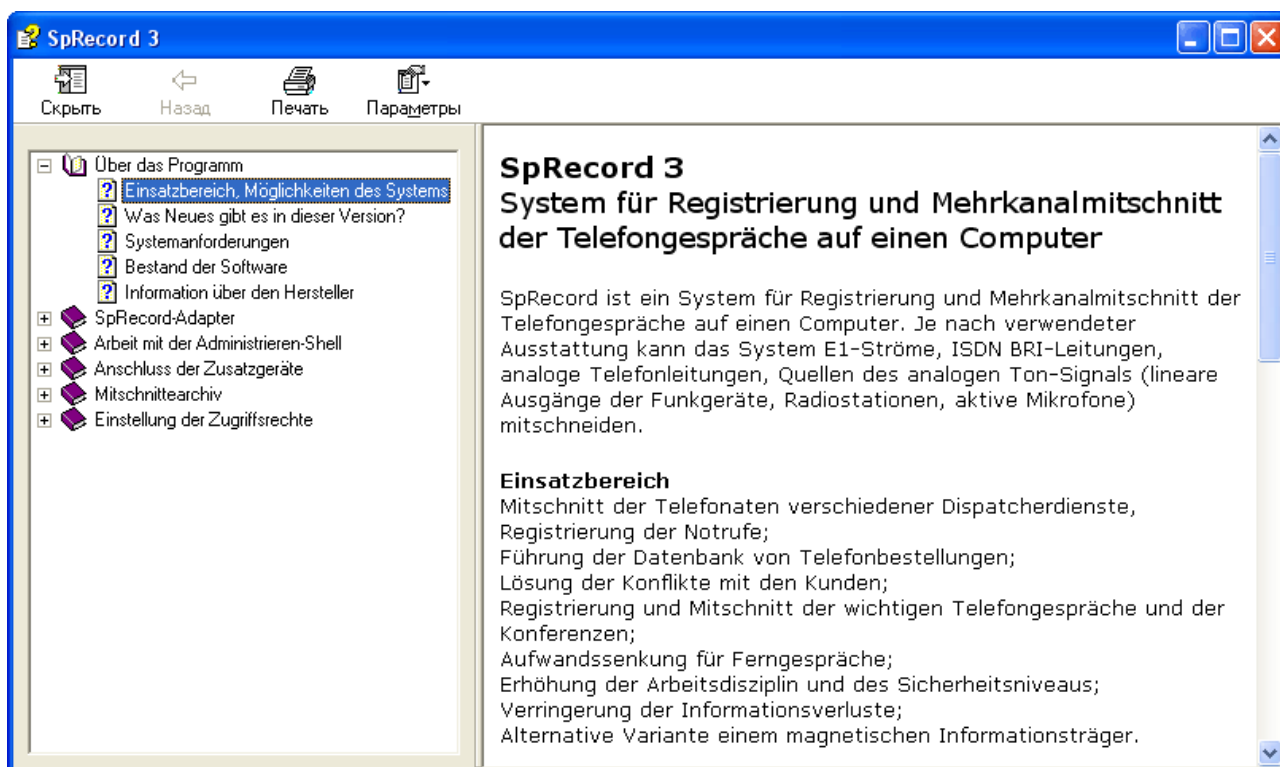 SpRecord 3
Скрыть
Назад
Печать
Параметры
Über das Programm
Einsatzbereich, Möglichkeiten des Systems
Was Neues gibt es in dieser Version?
Systemanforderungen
Bestand der Software
Information über den Hersteller
SpRecord-Adapter
Arbeit mit der Administrieren-Shell
Anschluss der Zusatzgeräte
Mitschnittearchiv
Einstellung der Zugriffsrechte
SpRecord 3
System für Registrierung und Mehrkanalmitschnitt
der Telefongespräche auf einen Computer
SpRecord ist ein System für Registrierung und Mehrkanalmitschnitt der
Telefongespräche auf einen Computer. Je nach verwendeter
Ausstattung kann das System E1-Ströme, ISDN BRI-Leitungen,
analoge Telefonleitungen, Quellen des analogen Ton-Signals (lineare
Ausgänge der Funkgeräte, Radiostationen, aktive Mikrofone)
mitschneiden.
Einsatzbereich
Mitschnitt der Telefonaten verschiedener Dispatcherdienste,
Registrierung der Notrufe;
Führung der Datenbank von Telefonbestellungen;
Lösung der Konflikte mit den Kunden;
Registrierung und Mitschnitt der wichtigen Telefongespräche und der
Konferenzen;
Aufwandssenkung für Ferngespräche;
Erhöhung der Arbeitsdisziplin und des Sicherheitsniveaus;
Verringerung der Informationsverluste;
Alternative Variante einem magnetischen Informationsträger.